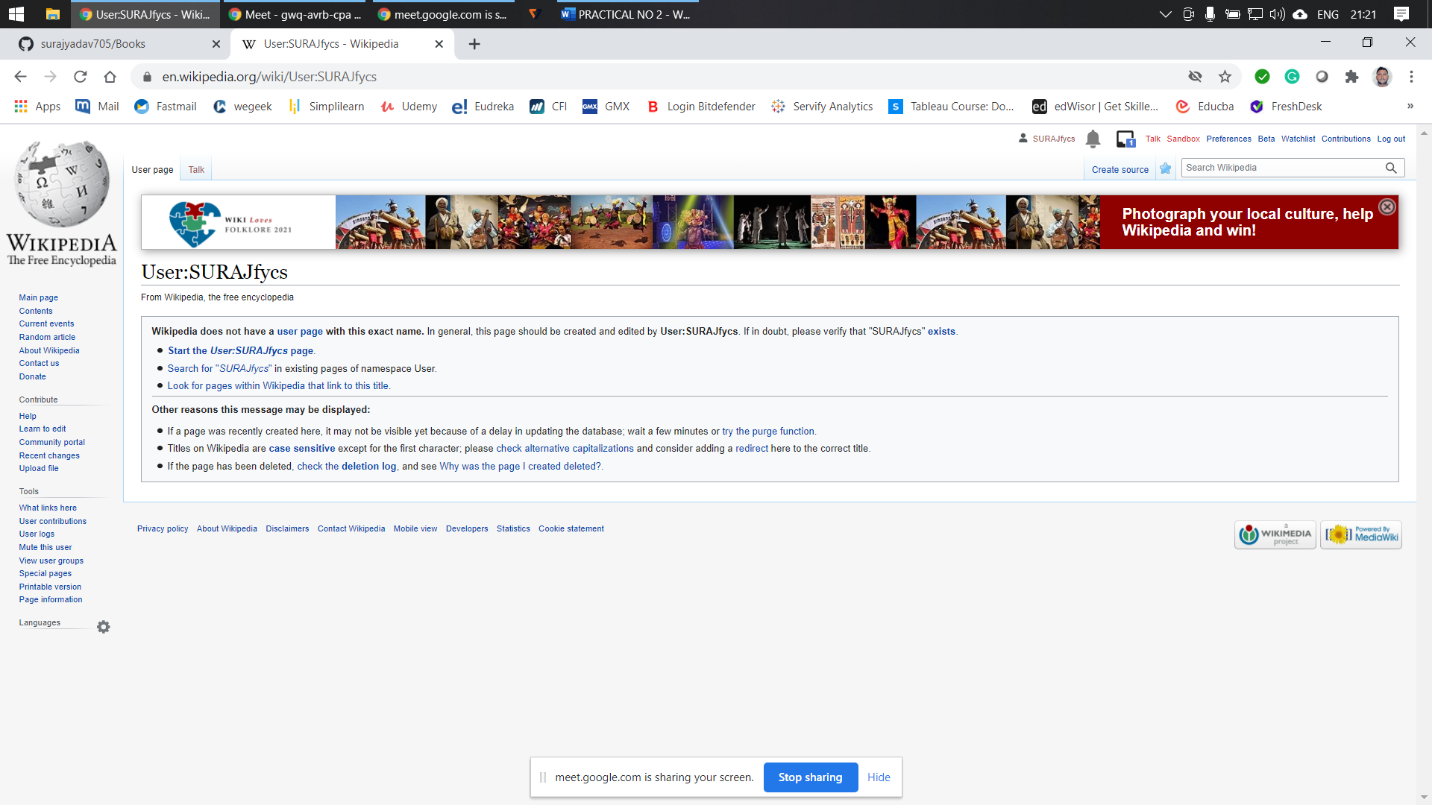 User:SURAJfycs - Wiki...
Meet - gwq-avrb-cpa ...
meet.google.com is s...
PRACTICAL NO 2 - W...
ENG
21:21
surajyadav705/Books
User:SURAJfycs - Wikipedia
en.wikipedia.org/wiki/User:SURAJfycs
Apps
Mail
Fastmail
wegeek
Simplilearn
Udemy
Eudreka
CFI
GMX
Login Bitdefender
Servify Analytics
Tableau Course: Do...
edWisor | Get Skille...
Educba
FreshDesk
»
SURAJfycs
1
Talk
Sandbox
Preferences
Beta
Watchlist
Contributions
Log out
User page
Talk
Create source
Search Wikipedia
WIKIPEDIA
The Free Encyclopedia
WIKI Loves
FOLKLORE 2021
Photograph your local culture, help
Wikipedia and win!
User:SURAJfycs
From Wikipedia, the free encyclopedia
Wikipedia does not have a user page with this exact name. In general, this page should be created and edited by User:SURAJfycs. If in doubt, please verify that "SURAJfycs" exists.
Start the User:SURAJfycs page.
Search for "SURAJfycs" in existing pages of namespace User.
Look for pages within Wikipedia that link to this title.
Other reasons this message may be displayed:
If a page was recently created here, it may not be visible yet because of a delay in updating the database; wait a few minutes or try the purge function.
Titles on Wikipedia are case sensitive except for the first character; please check alternative capitalizations and consider adding a redirect here to the correct title.
If the page has been deleted, check the deletion log, and see Why was the page I created deleted?.
Main page
Contents
Current events
Random article
About Wikipedia
Contact us
Donate
Contribute
Help
Learn to edit
Community portal
Recent changes
Upload file
Tools
What links here
User contributions
User logs
Mute this user
View user groups
Special pages
Printable version
Page information
Languages
Privacy policy
About Wikipedia
Disclaimers
Contact Wikipedia
Mobile view
Developers
Statistics
Cookie statement
A
WIKIMEDIA
project
Powered By
MediaWiki
meet.google.com is sharing your screen.
Stop sharing
Hide